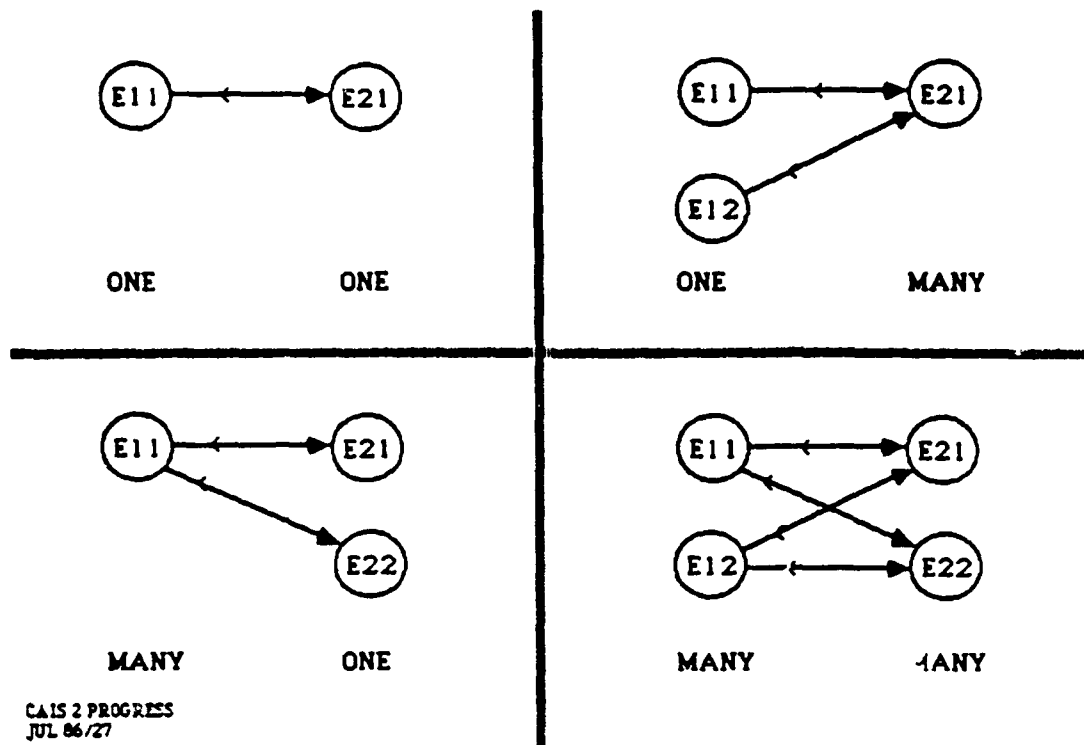 E11 E21
ONE ONE
E11 E21
E12
ONE MANY
E11 E21
E22
MANY ONE
E11 E21
E12 E22
MANY MANY
CAIS 2 PROGRESS
JUL 86/27